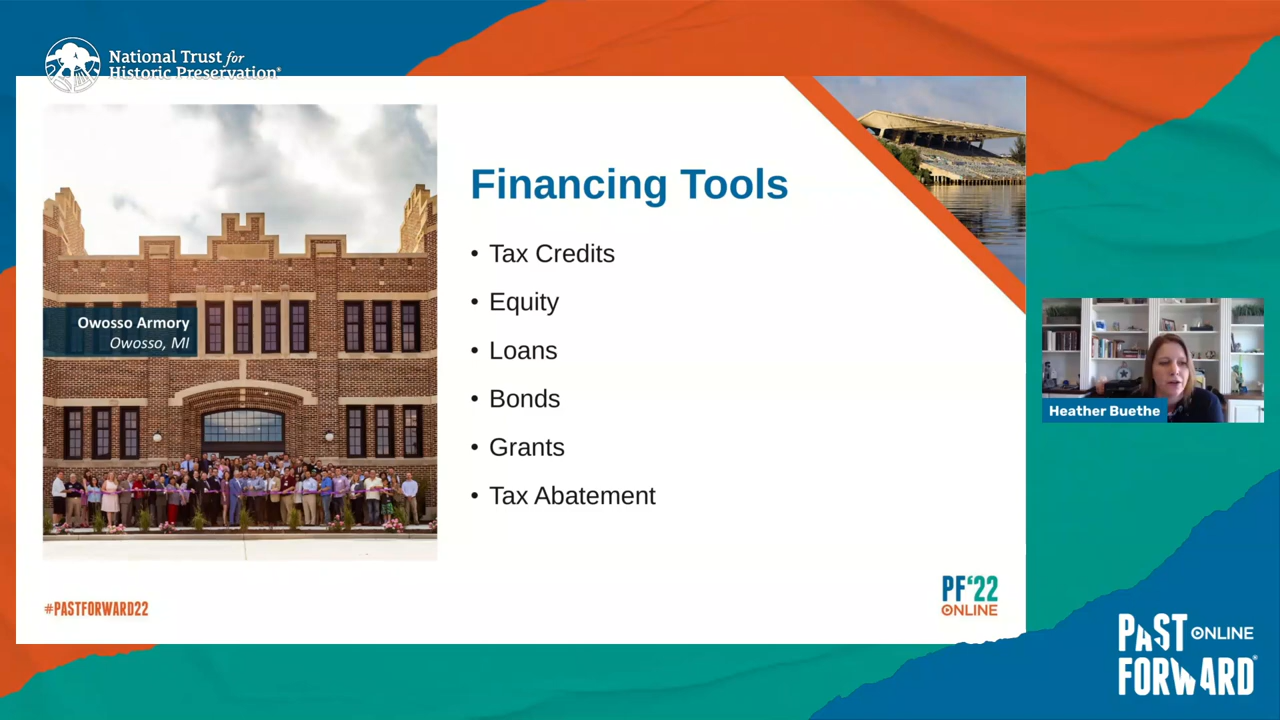 National Trust for
Historic Preservation®
Owosso Armory
Owosso, MI
Financing Tools
• Tax Credits
• Equity
• Loans
• Bonds
• Grants
• Tax Abatement
#PASTFORWARD22
PF‘22
ONLINE
Heather Buethe
PAST ONLINE
FORWARD®